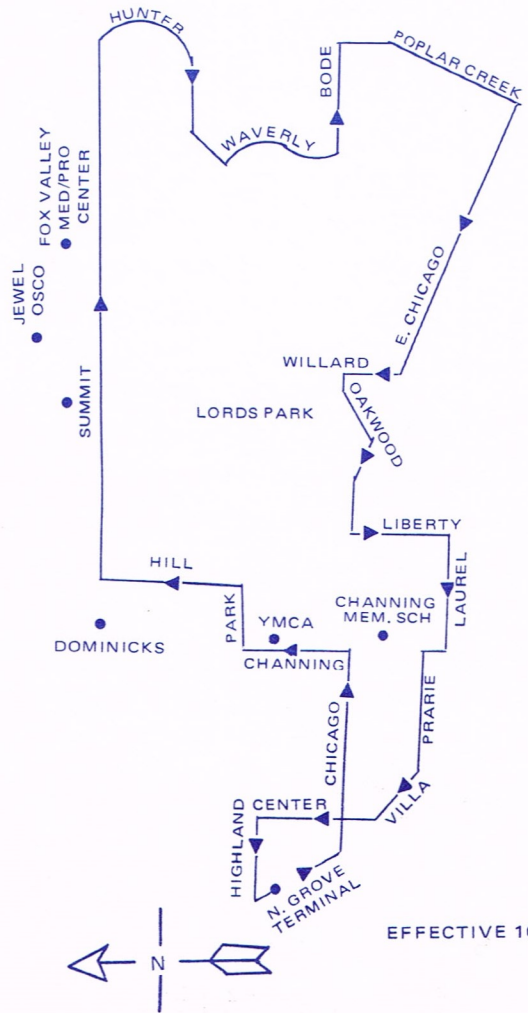 HUNTER
BODE
POPLAR CREEK
WAVERLY
FOX VALLEY
MED/PRO
CENTER
JEWEL
OSCO
E. CHICAGO
WILLARD
SUMMIT
OAKWOOD
LORDS PARK
LIBERTY
HILL
LAUREL
PARK
YMCA
CHANNING
MEM. SCH
DOMINICKS
CHANNING
PRARIE
CHICAGO
HIGHLAND
CENTER
VILLA
N. GROVE
TERMINAL
N
EFFECTIVE